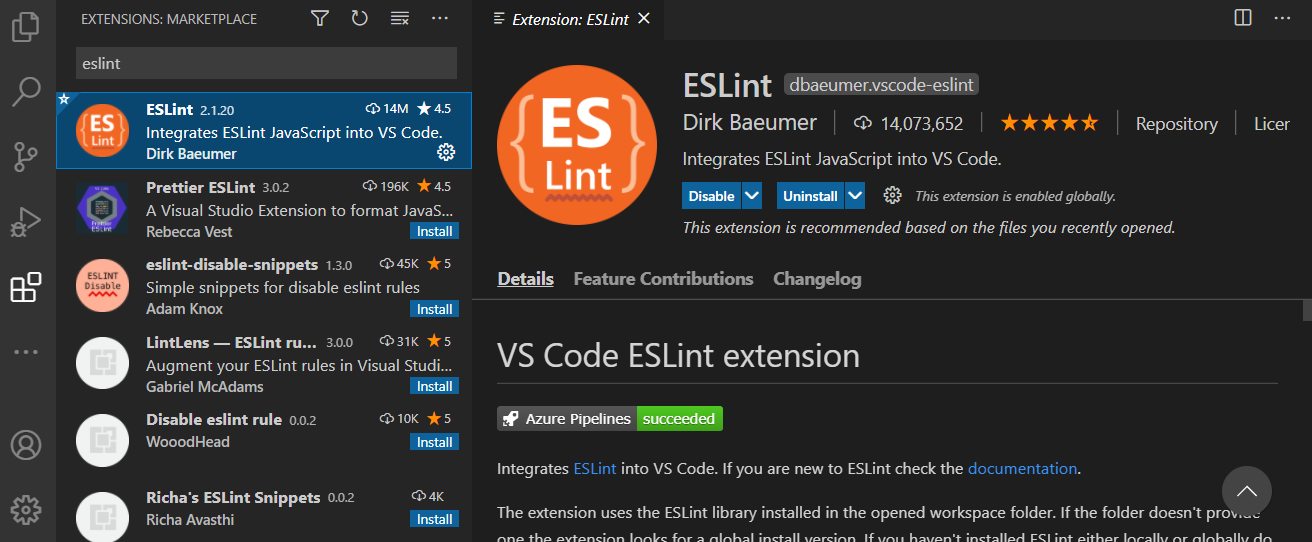 EXTENSIONS: MARKETPLACE
eslint
ESLint 2.1.20 14M 4.5
Integrates ESLint JavaScript into VS Code.
Dirk Baeumer
Prettier ESLint 3.0.2 196K 4.5
A Visual Studio Extension to format JavaS...
Rebecca Vest Install
eslint-disable-snippets 1.3.0 45K 5
Simple snippets for disable eslint rules
Adam Knox Install
LintLens — ESLint ru... 3.0.0 31K 5
Augment your ESLint rules in Visual Studi...
Gabriel McAdams Install
Disable eslint rule 0.0.2 10K 5
WooodHead Install
Richa's ESLint Snippets 0.0.2 4K
Richa Avasthi Install
ESLINT
Disable
Prettier
ESLint
Extension: ESLint
{ES}
Lint
ESLint dbaeumer.vscode-eslint
Dirk Baeumer 14,073,652 Repository Licer
Integrates ESLint JavaScript into VS Code.
Disable Uninstall This extension is enabled globally.
This extension is recommended based on the files you recently opened.
Details Feature Contributions Changelog
VS Code ESLint extension
Azure Pipelines succeeded
Integrates ESLint into VS Code. If you are new to ESLint check the documentation.
The extension uses the ESLint library installed in the opened workspace folder. If the folder doesn't provide
one the extension looks for a global install version. If you haven't installed ESLint either locally or globally do